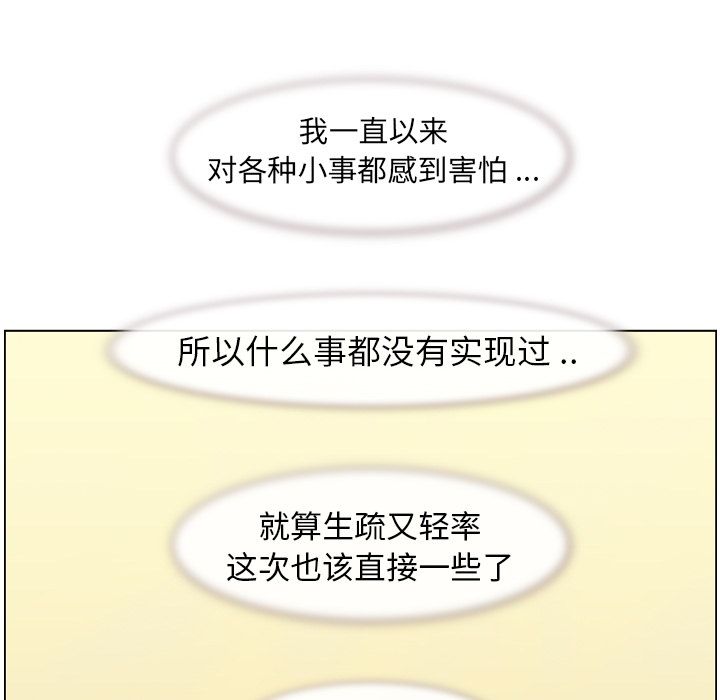 我一直以来
对各种小事都感到害怕...
所以什么事都没有实现过..
就算生疏又轻率
这次也该直接一些了